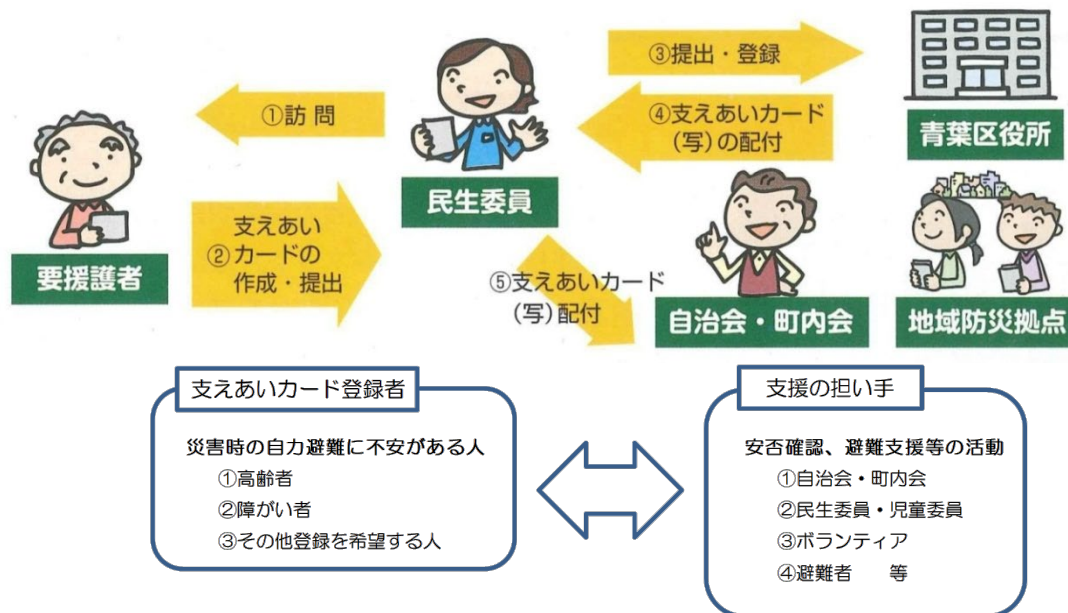 ③提出・登録
①訪 問
④支えあいカード
(写)の配付
青葉区役所
民生委員
支えあい
②カードの
作成・提出
要援護者
⑤支えあいカード
(写)配付
自治会・町内会
地域防災拠点
支えあいカード登録者
災害時の自力避難に不安がある人
①高齢者
②障がい者
③その他登録を希望する人
支援の担い手
安否確認、避難支援等の活動
①自治会・町内会
②民生委員・児童委員
③ボランティア
④避難者　等